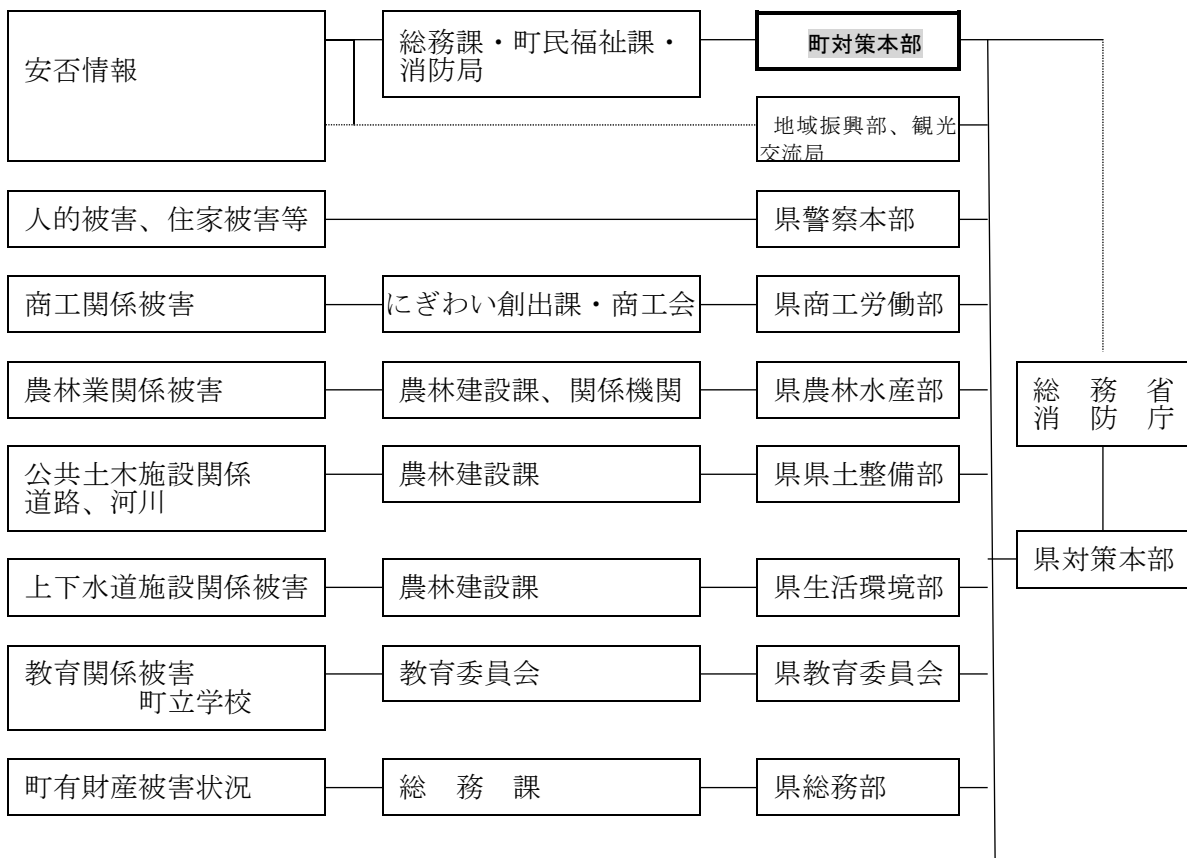 安否情報
総務課・町民福祉課・
消防局
町対策本部
地域振興部、観光
交流局
人的被害、住家被害等
県警察本部
商工関係被害
にぎわい創出課・商工会
県商工労働部
農林業関係被害
農林建設課、関係機関
県農林水産部
総　務　省
消　防　庁
公共土木施設関係
道路、河川
農林建設課
県県土整備部
県対策本部
上下水道施設関係被害
農林建設課
県生活環境部
教育関係被害
町立学校
教育委員会
県教育委員会
町有財産被害状況
総　務　課
県総務部